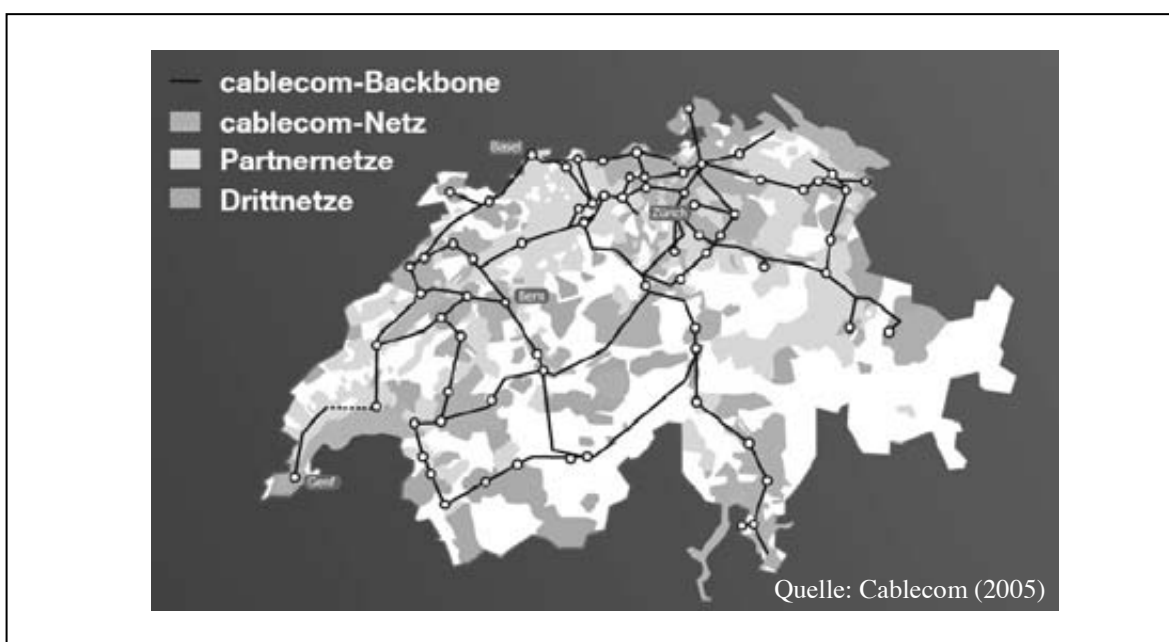 cablecom-Backbone
cablecom-Netz
Partnernetze
Drittnetze
Basel
Zürich
Bern
Genf
Quelle: Cablecom (2005)